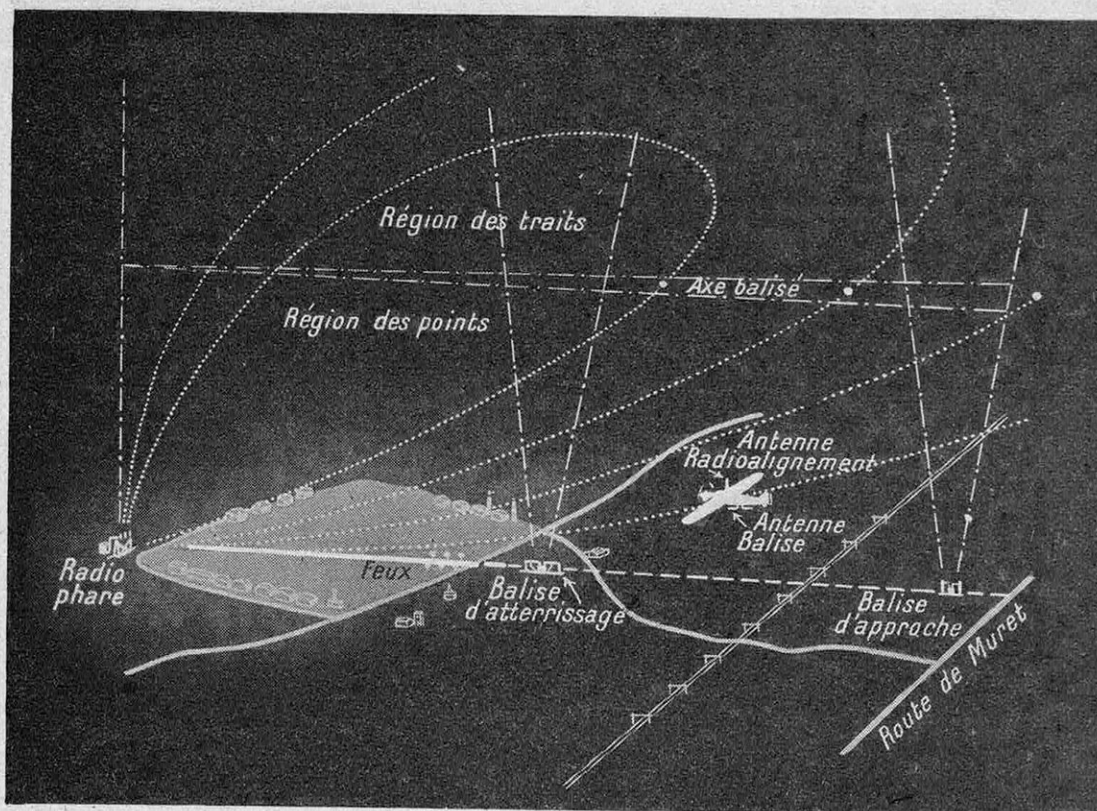 Région des traits
Axe balisé
Région des points
Antenne
Radioalignement
Antenne
Balise
Radio
phare
Feux
Balise
d'atterrissage
Balise
d'approche
Route de Muret